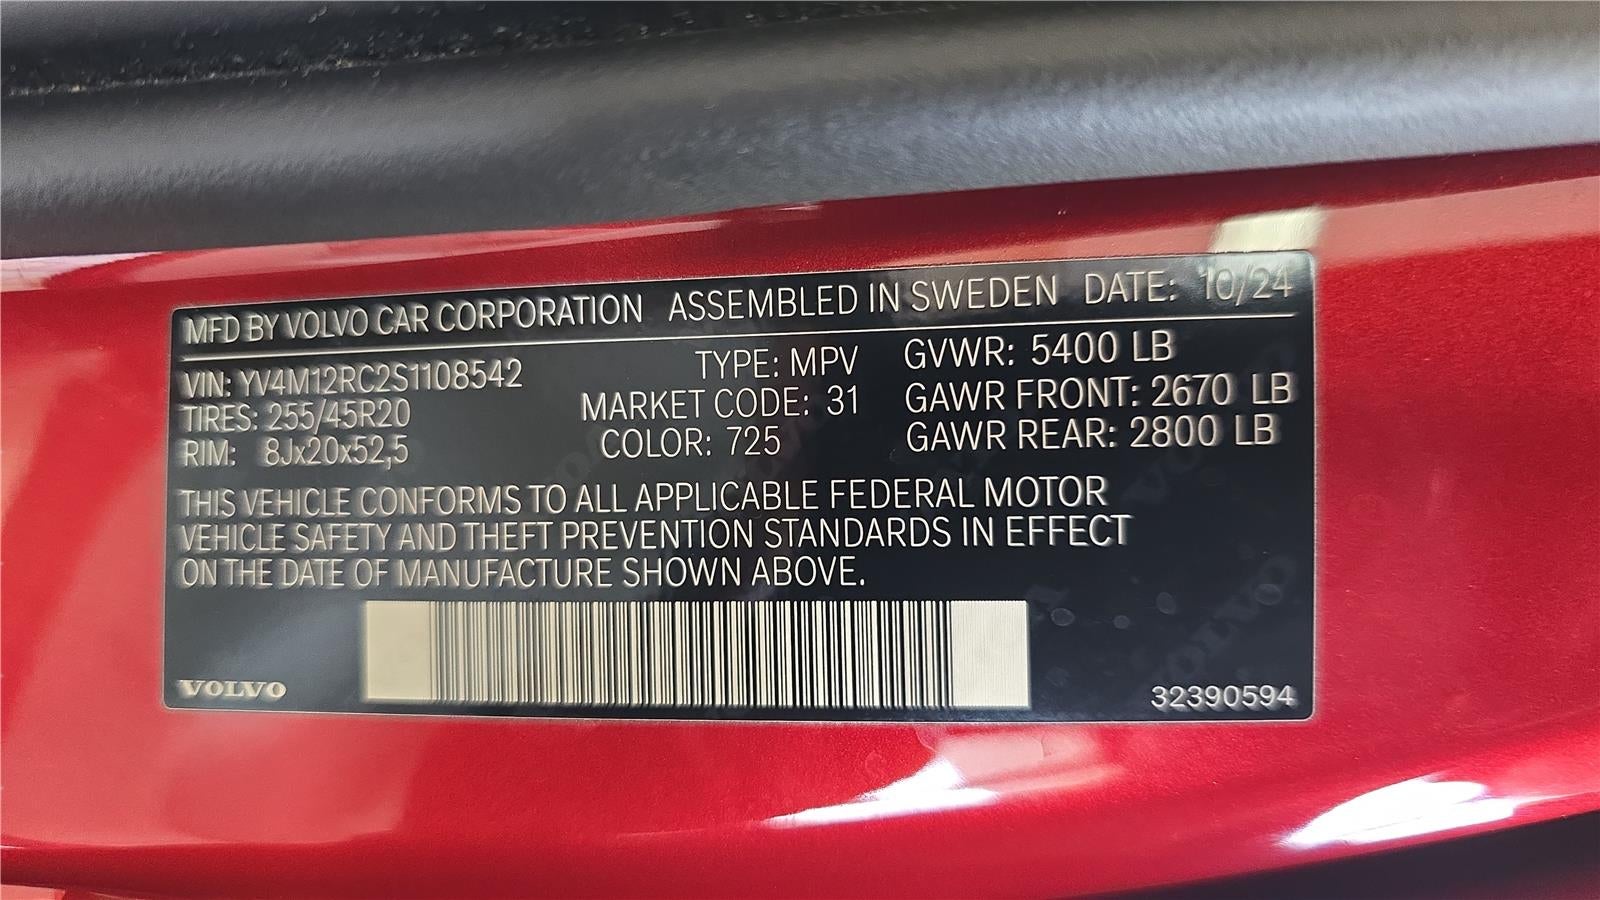 MFD BY VOLVO CAR CORPORATION ASSEMBLED IN SWEDEN DATE: 10/24
VIN: YV4M12RC2S1108542 TYPE: MPV GVWR: 5400 LB
TIRES: 255/45R20 MARKET CODE: 31 GAWR FRONT: 2670 LB
RIM: 8Jx20x52,5 COLOR: 725 GAWR REAR: 2800 LB
THIS VEHICLE CONFORMS TO ALL APPLICABLE FEDERAL MOTOR
VEHICLE SAFETY AND THEFT PREVENTION STANDARDS IN EFFECT
ON THE DATE OF MANUFACTURE SHOWN ABOVE.
VOLVO 32390594